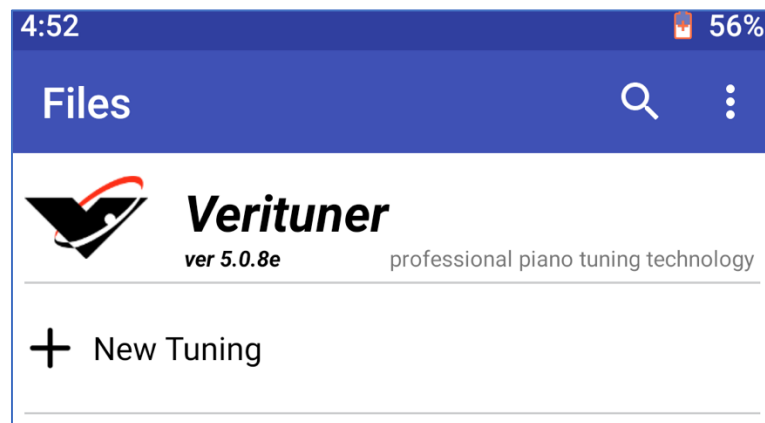 4:52 56%
Files
Verituner
ver 5.0.8e professional piano tuning technology
New Tuning